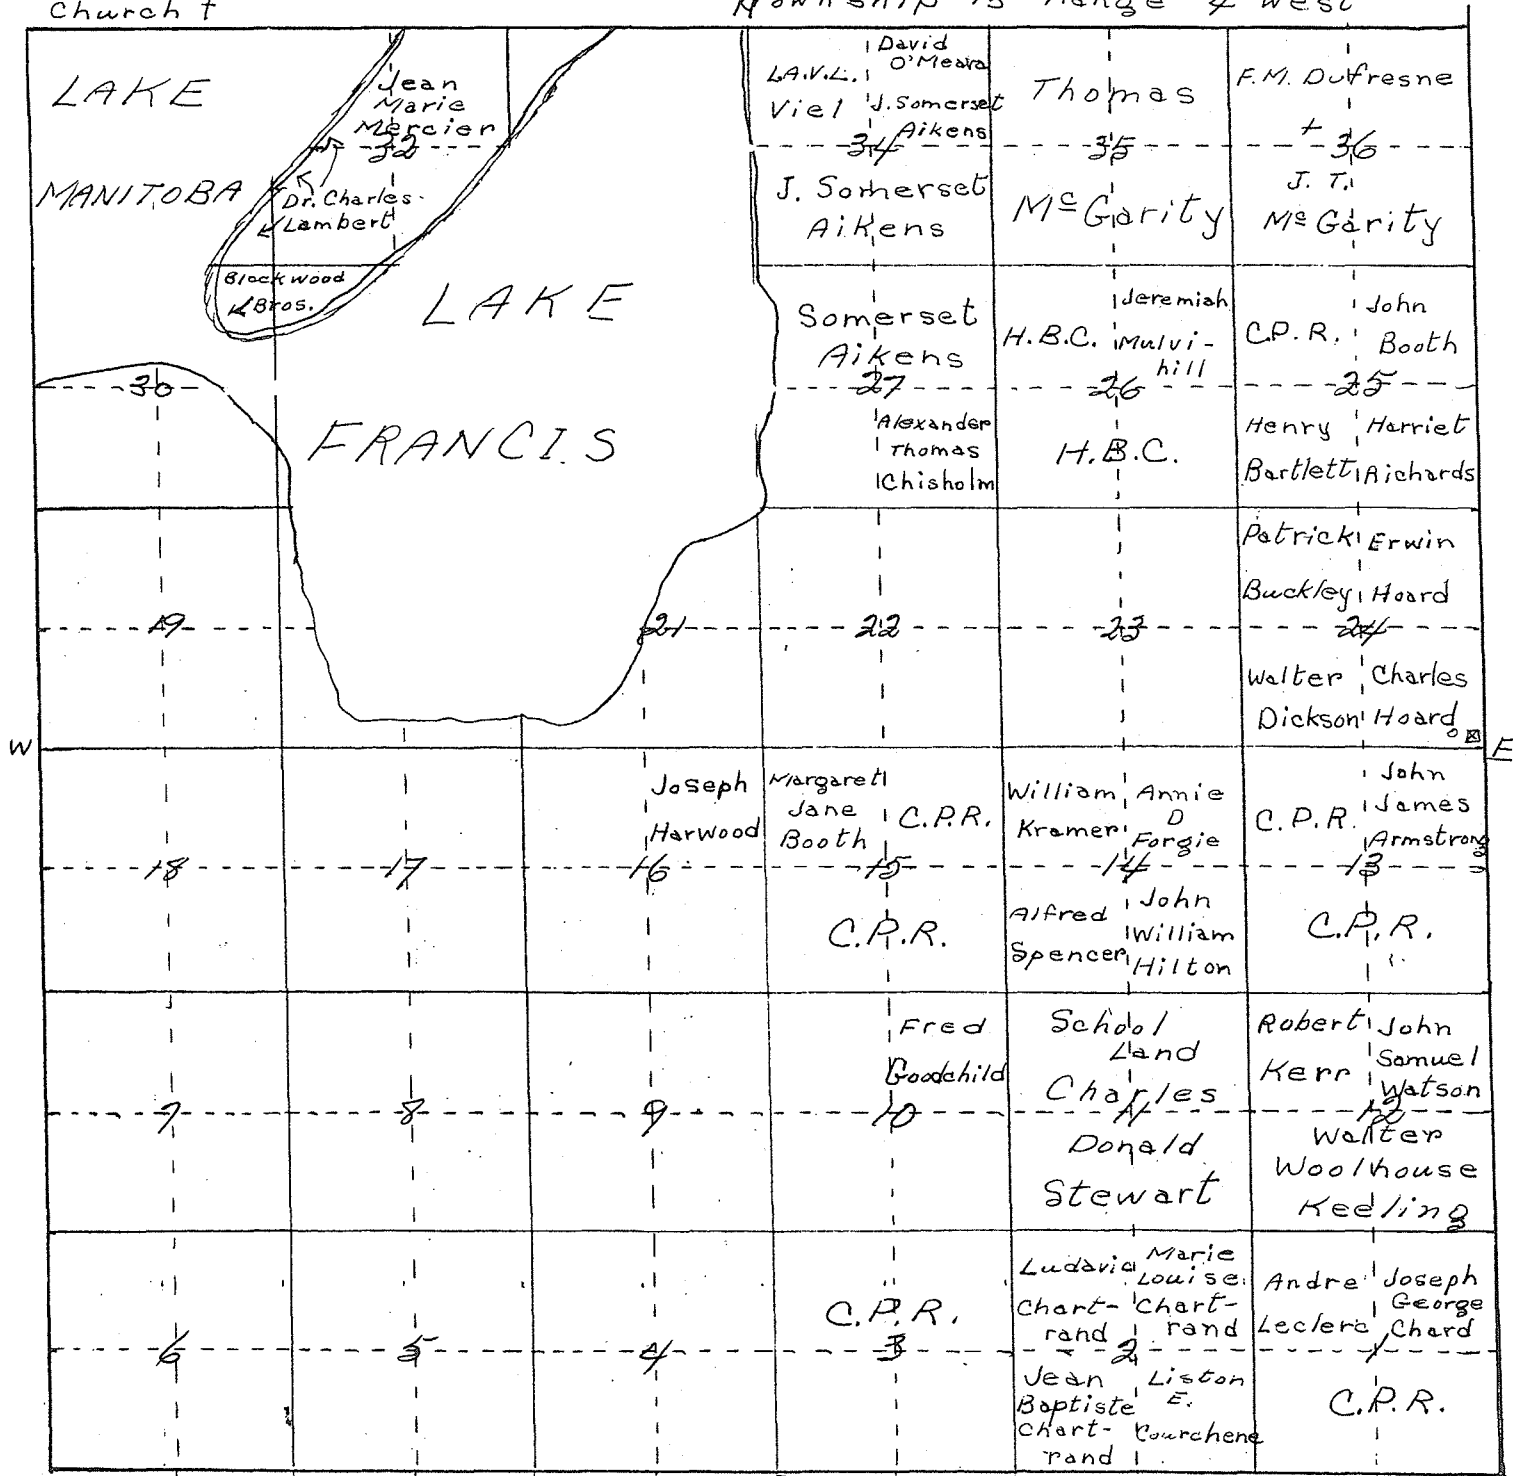 Church †
Township 15 Range 4 West
LAKE
MANITOBA
Jean
Marie
Mercier
32
Dr. Charles
Lambert
Blackwood
Bros.
LAKE
FRANCIS
L.A.V.L.
Viel
David
O'Meara
J. Somerset
Aikens
34
J. Somerset
Aikens
Thomas
35
McGarity
F.M. Dufresne
+
36
J. T.
McGarity
30
Somerset
Aikens
27
Alexander
Thomas
Chisholm
H.B.C.
Jeremiah
Mulvi-
hill
26
H.B.C.
C.P.R.
John
Booth
25
Henry
Bartlett
Harriet
Richards
19
21
22
23
Patrick
Buckley
Erwin
Hoard
24
Walter
Dickson
Charles
Hoard
W
E
18
17
Joseph
Harwood
16
Margaret
Jane
Booth
C.P.R.
15
C.P.R.
William
Kramer
Annie
D
Forgie
14
Alfred
Spencer
John
William
Hilton
C.P.R.
John
James
Armstrong
13
C.P.R.
7
8
9
Fred
Goodchild
10
School
Land
Charles
11
Donald
Stewart
Robert
Kerr
John
Samuel
Watson
12
Walter
Woolhouse
Keeling
6
5
4
C.P.R.
3
Ludavia
Chart-
rand
Marie
Louise
Chart-
rand
2
Jean
Baptiste
Chart-
rand
Liston
E.
Courchene
Andre
Leclerc
Joseph
George
Chard
1
C.P.R.